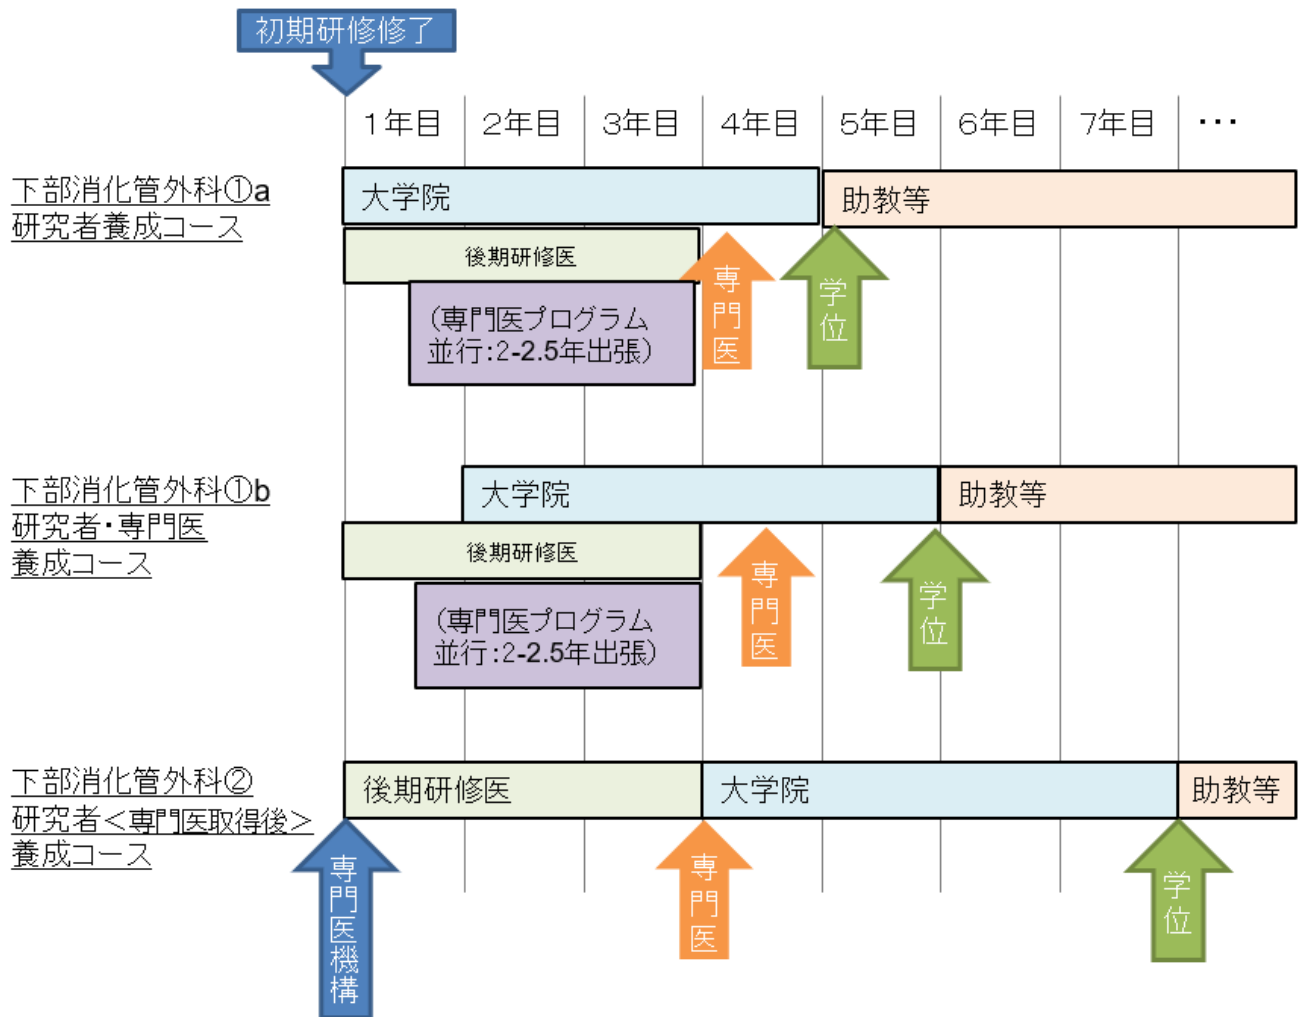 初期研修修了
1年目
2年目
3年目
4年目
5年目
6年目
7年目
・・・
下部消化管外科①a
研究者養成コース
大学院
助教等
後期研修医
（専門医プログラム
並行：2-2.5年出張）
専門医
学位
下部消化管外科①b
研究者・専門医
養成コース
大学院
助教等
後期研修医
（専門医プログラム
並行：2-2.5年出張）
専門医
学位
下部消化管外科②
研究者＜専門医取得後＞
養成コース
後期研修医
大学院
助教等
専門医機構
専門医
学位